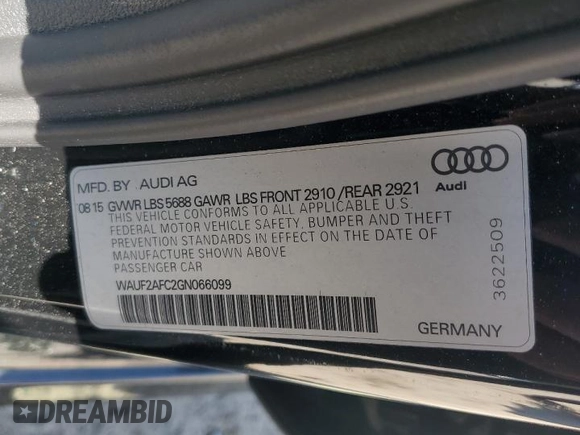 MFD. BY . AUDI AG
08 15 GVWR LBS 5688 GAWR LBS FRONT 2910 /REAR 2921
THIS VEHICLE CONFORMS TO ALL APPLICABLE U.S.
FEDERAL MOTOR VEHICLE SAFETY, BUMPER AND THEFT
PREVENTION STANDARDS IN EFFECT ON THE DATE OF
MANUFACTURE SHOWN ABOVE
PASSENGER CAR
WAUF2AFC2GN066099
Audi
3622509
GERMANY
DREAMBID